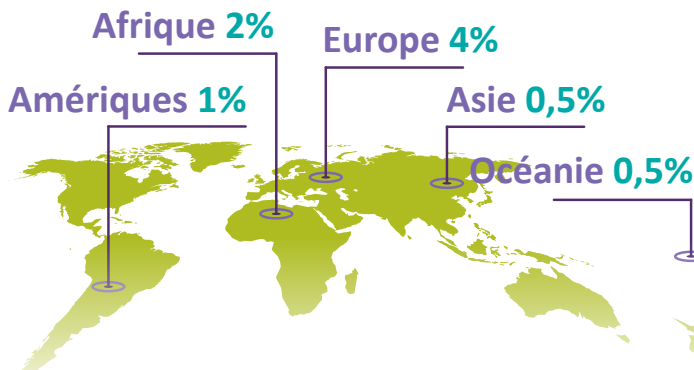 Afrique 2%
Europe 4%
Amériques 1%
Asie 0,5%
Océanie 0,5%